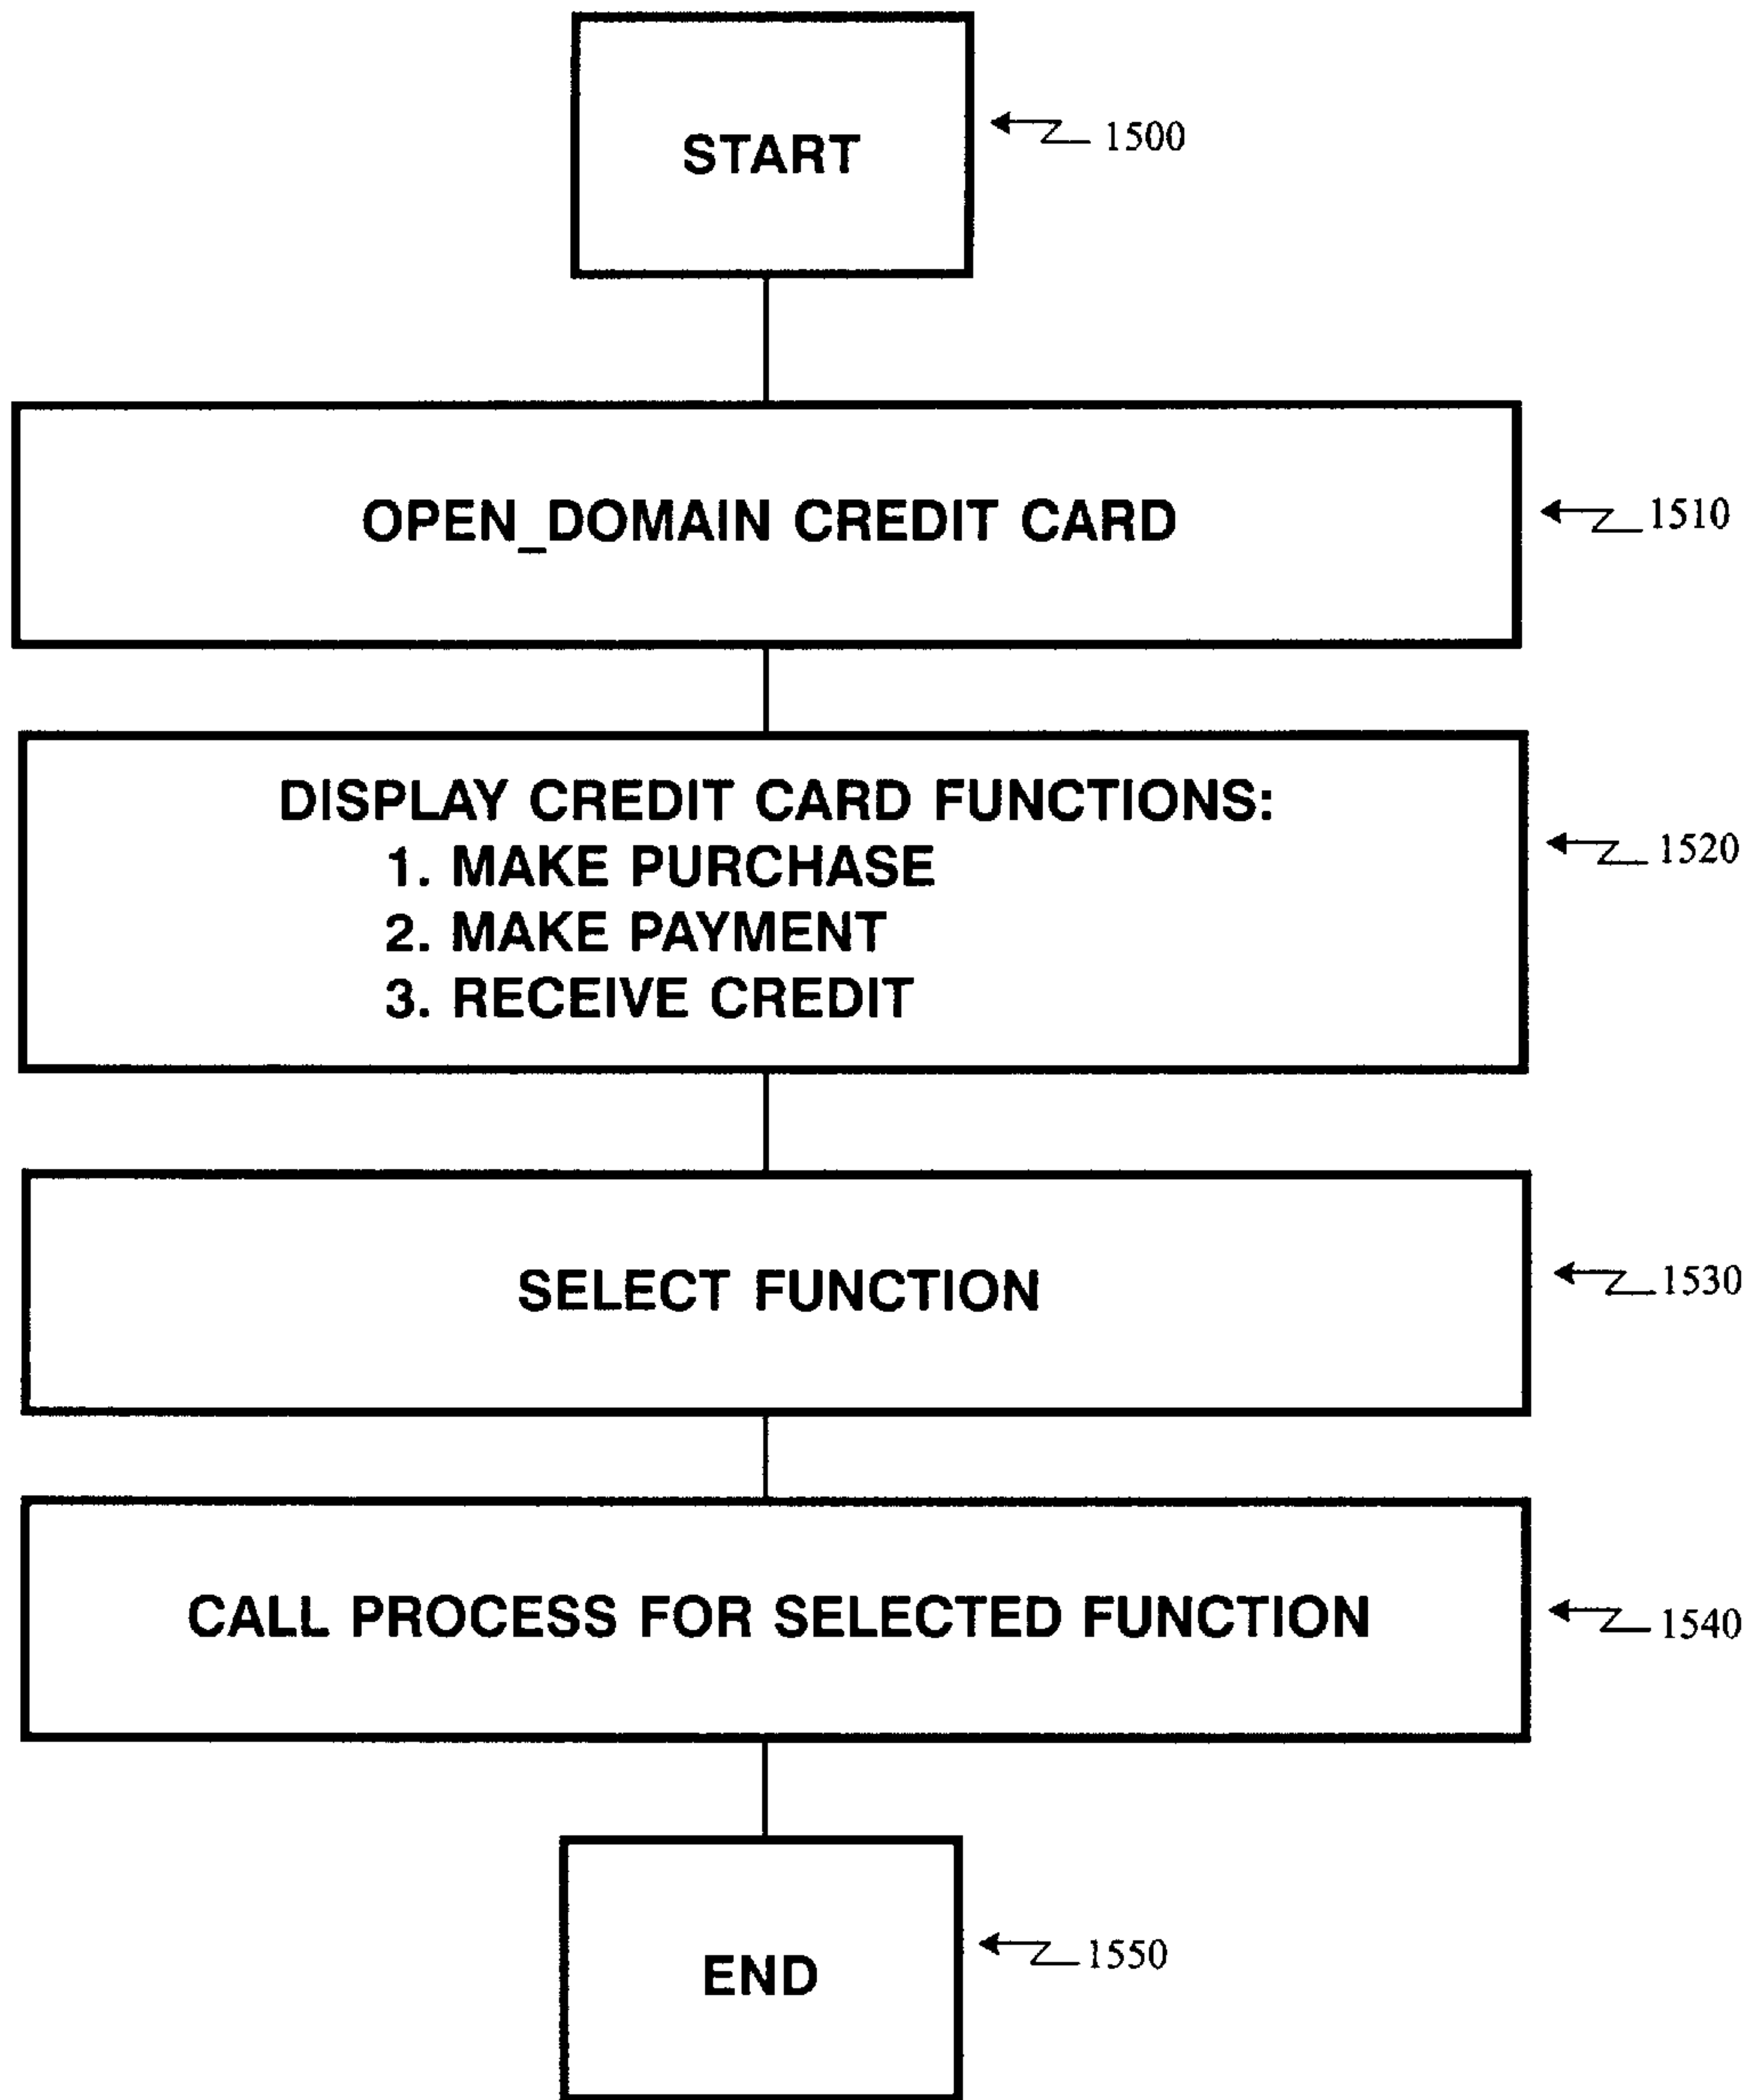 START
1500
OPEN_DOMAIN CREDIT CARD
1510
DISPLAY CREDIT CARD FUNCTIONS:
1. MAKE PURCHASE
2. MAKE PAYMENT
3. RECEIVE CREDIT
1520
SELECT FUNCTION
1530
CALL PROCESS FOR SELECTED FUNCTION
1540
END
1550